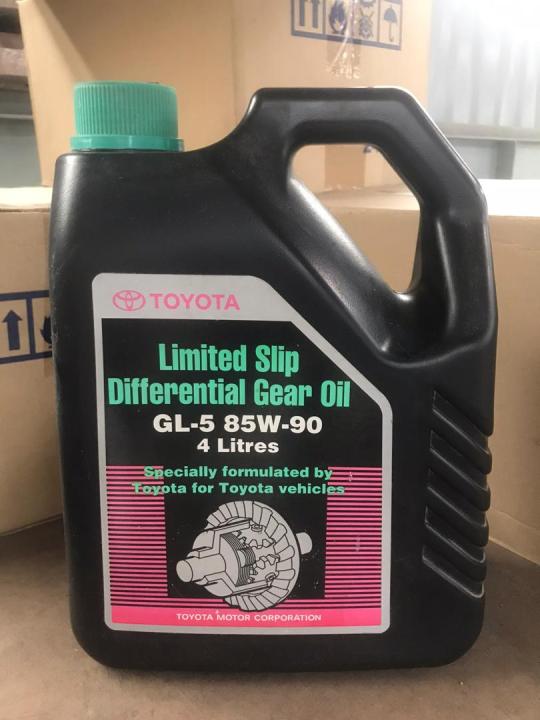 TOYOTA
Limited Slip
Differential Gear Oil
GL-5 85W-90
4 Litres
Specially formulated by
Toyota for Toyota vehicles
TOYOTA MOTOR CORPORATION